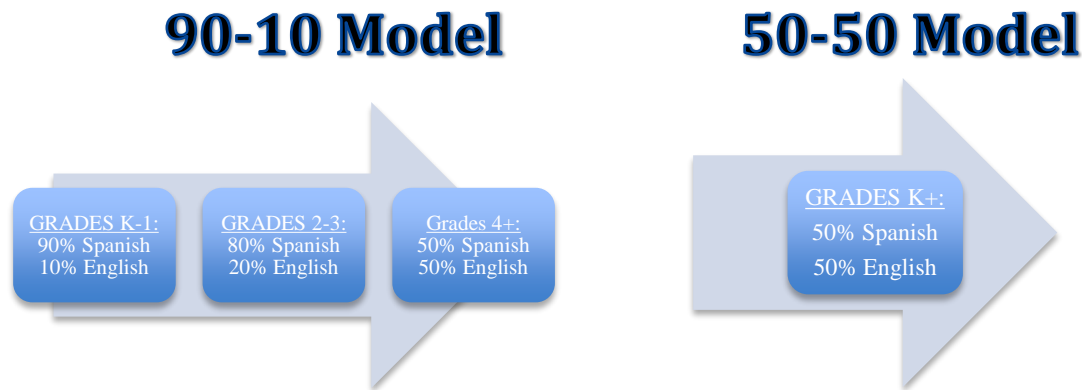 90-10 Model
GRADES K-1:
90% Spanish
10% English
GRADES 2-3:
80% Spanish
20% English
Grades 4+:
50% Spanish
50% English
50-50 Model
GRADES K+:
50% Spanish
50% English